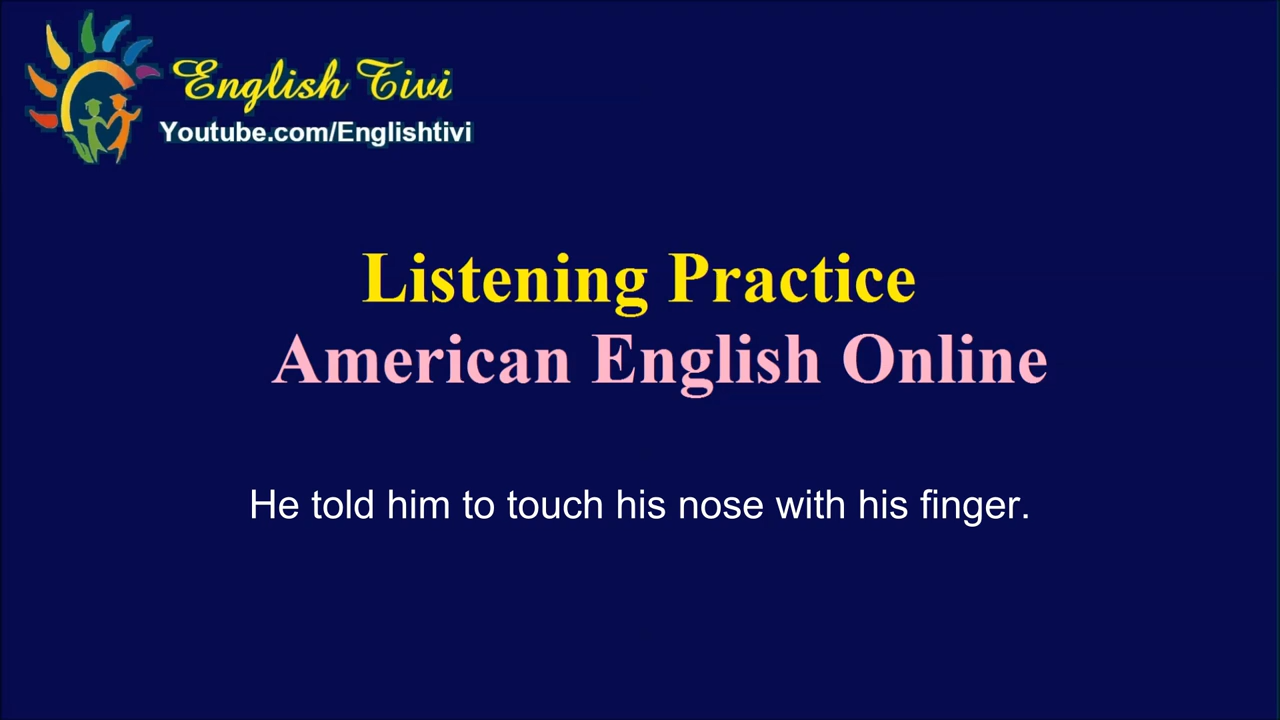 English Tivi
Youtube.com/Englishtivi
Listening Practice
American English Online
He told him to touch his nose with his finger.